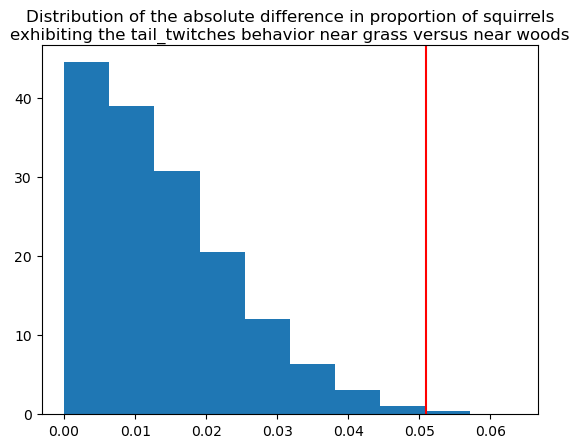 Distribution of the absolute difference in proportion of squirrels
exhibiting the tail_twitches behavior near grass versus near woods
40
30
20
10
0
0.00 0.01 0.02 0.03 0.04 0.05 0.06